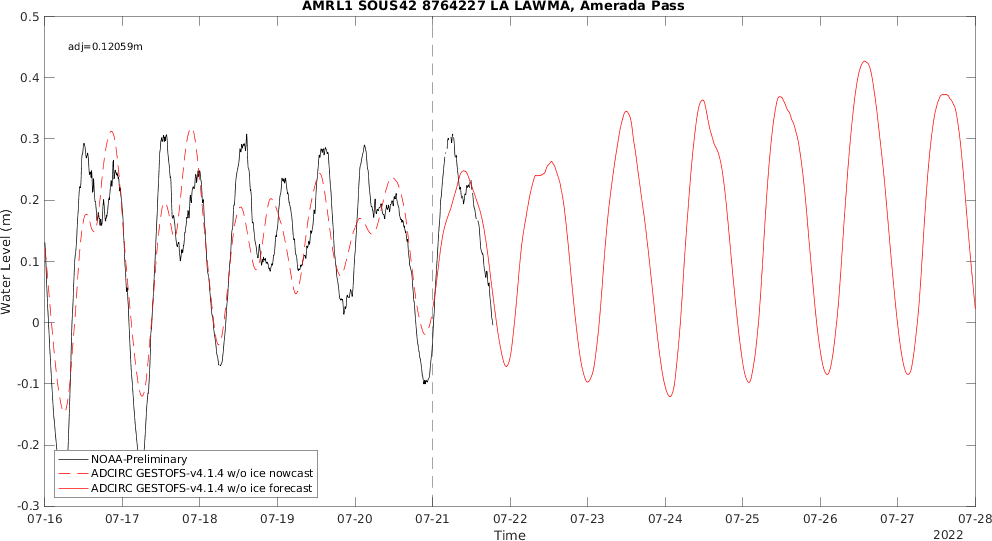 AMRL1 SOUS42 8764227 LA LAWMA, Amerada Pass
adj=0.12059m
0.5
0.4
0.3
0.2
0.1
0
-0.1
-0.2
-0.3
Water Level (m)
NOAA-Preliminary
ADCIRC GESTOFS-v4.1.4 w/o ice nowcast
ADCIRC GESTOFS-v4.1.4 w/o ice forecast
07-16 07-17 07-18 07-19 07-20 07-21 07-22 07-23 07-24 07-25 07-26 07-27 07-28
Time
2022